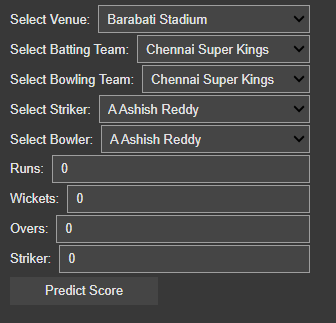 Select Venue: Barabati Stadium
Select Batting Team: Chennai Super Kings
Select Bowling Team: Chennai Super Kings
Select Striker: A Ashish Reddy
Select Bowler: A Ashish Reddy
Runs: 0
Wickets: 0
Overs: 0
Striker: 0
Predict Score